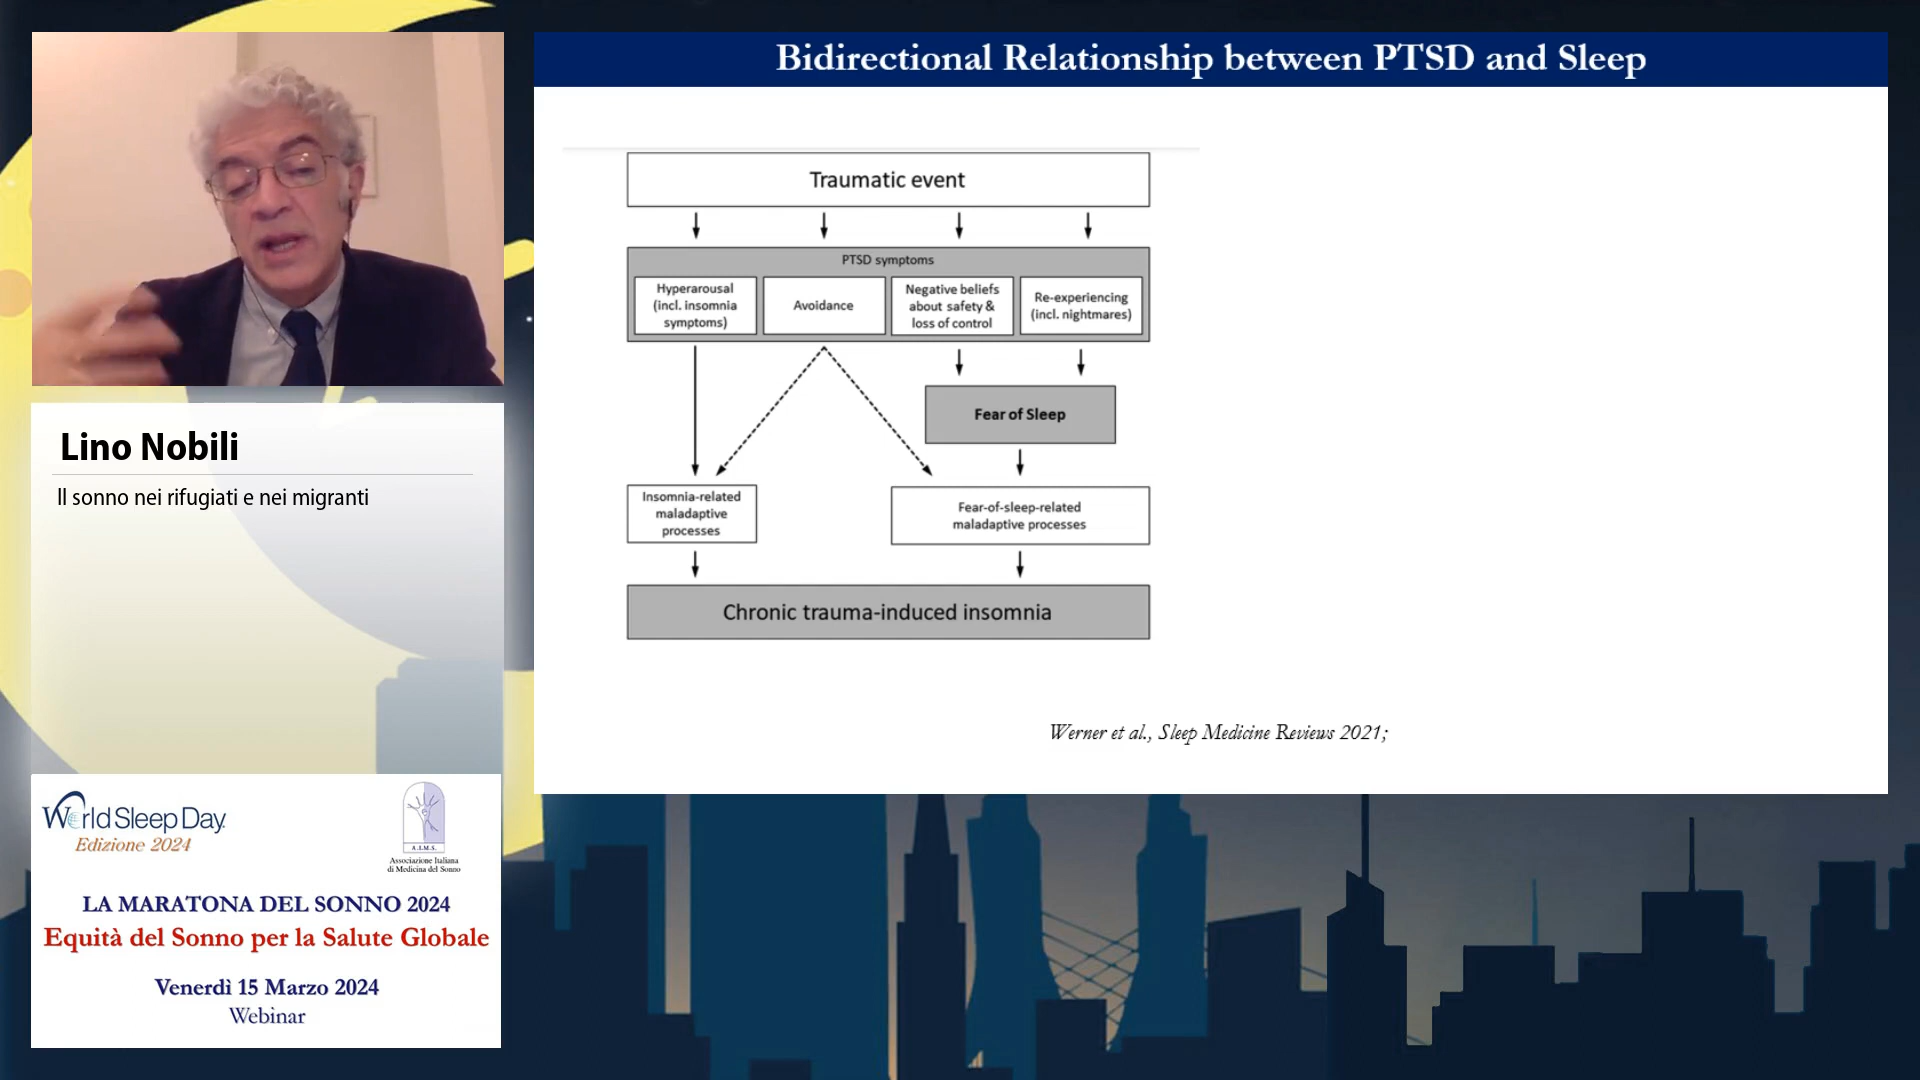 Bidirectional Relationship between PTSD and Sleep
Traumatic event
PTSD symptoms
Hyperarousal
(incl. insomnia
symptoms)
Avoidance
Negative beliefs
about safety &
loss of control
Re-experiencing
(incl. nightmares)
Fear of Sleep
Insomnia-related
maladaptive
processes
Fear-of-sleep-related
maladaptive processes
Chronic trauma-induced insomnia
Werner et al., Sleep Medicine Reviews 2021;
Lino Nobili
Il sonno nei rifugiati e nei migranti
World Sleep Day
Edizione 2024
A.I.M.S.
Associazione Italiana
di Medicina del Sonno
LA MARATONA DEL SONNO 2024
Equità del Sonno per la Salute Globale
Venerdì 15 Marzo 2024
Webinar